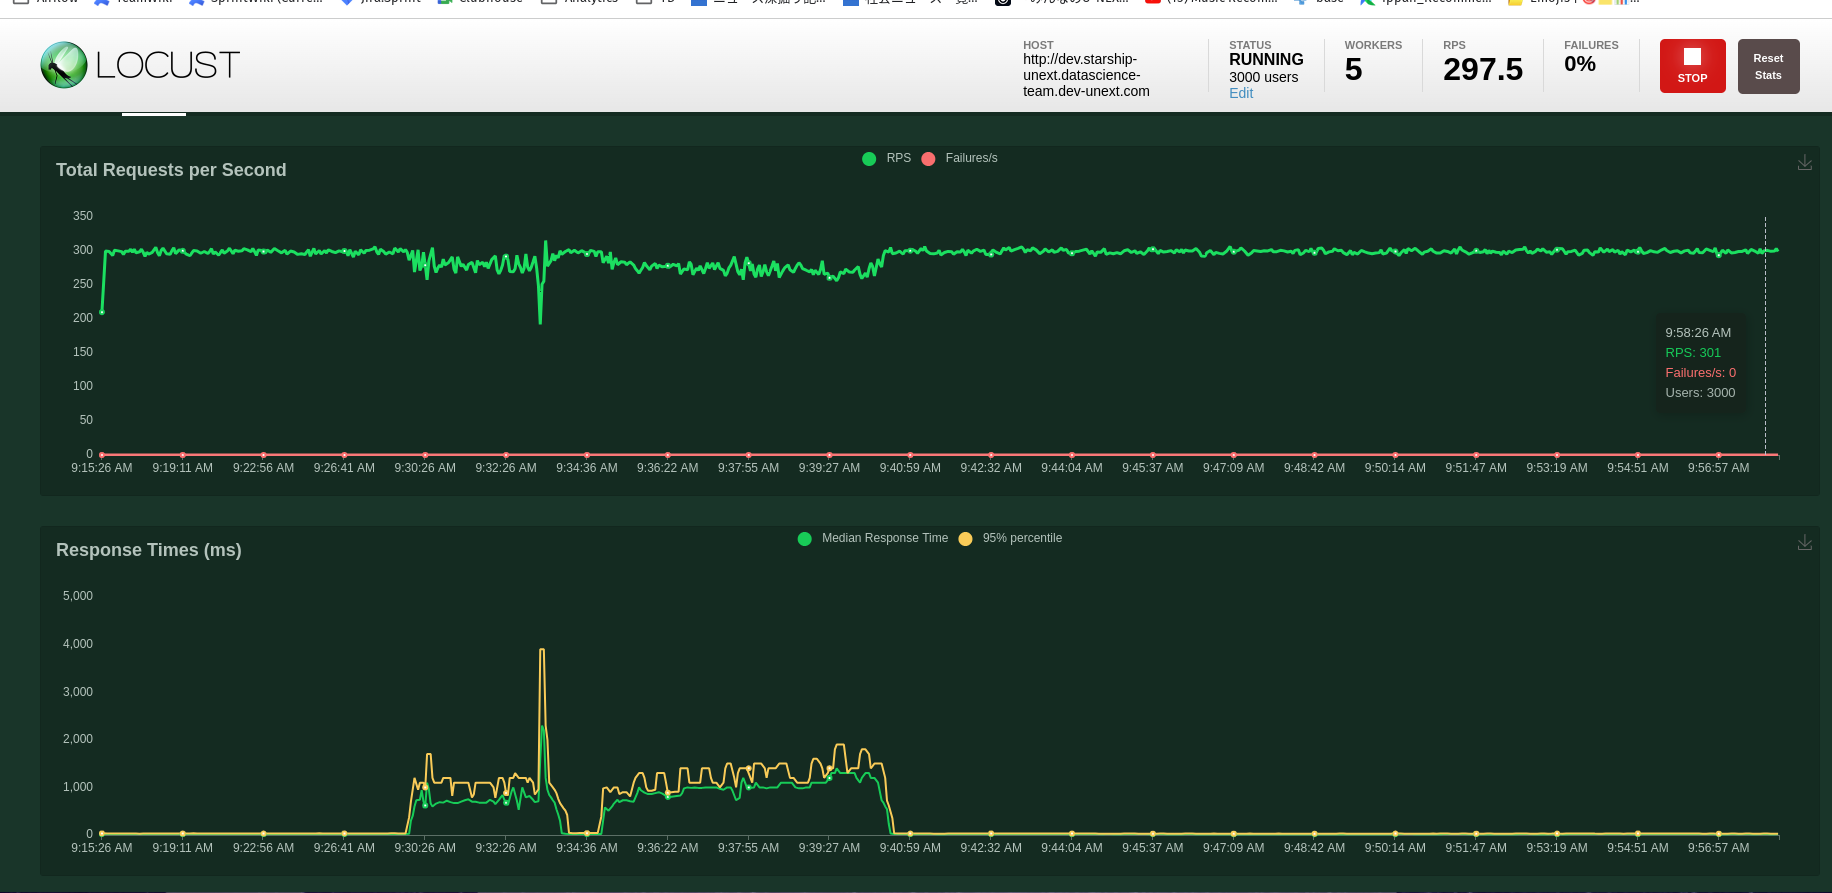 LOCUST
HOST
http://dev.starship-
unext.datascience-
team.dev-unext.com
STATUS
RUNNING
3000 users
Edit
WORKERS
5
RPS
297.5
FAILURES
0%
STOP
Reset
Stats
Total Requests per Second
RPS
Failures/s
350
300
250
200
150
100
50
0
9:15:26 AM 9:19:11 AM 9:22:56 AM 9:26:41 AM 9:30:26 AM 9:32:26 AM 9:34:36 AM 9:36:22 AM 9:37:55 AM 9:39:27 AM 9:40:59 AM 9:42:32 AM 9:44:04 AM 9:45:37 AM 9:47:09 AM 9:48:42 AM 9:50:14 AM 9:51:47 AM 9:53:19 AM 9:54:51 AM 9:56:57 AM
9:58:26 AM
RPS: 301
Failures/s: 0
Users: 3000
Response Times (ms)
Median Response Time
95% percentile
5,000
4,000
3,000
2,000
1,000
0
9:15:26 AM 9:19:11 AM 9:22:56 AM 9:26:41 AM 9:30:26 AM 9:32:26 AM 9:34:36 AM 9:36:22 AM 9:37:55 AM 9:39:27 AM 9:40:59 AM 9:42:32 AM 9:44:04 AM 9:45:37 AM 9:47:09 AM 9:48:42 AM 9:50:14 AM 9:51:47 AM 9:53:19 AM 9:54:51 AM 9:56:57 AM